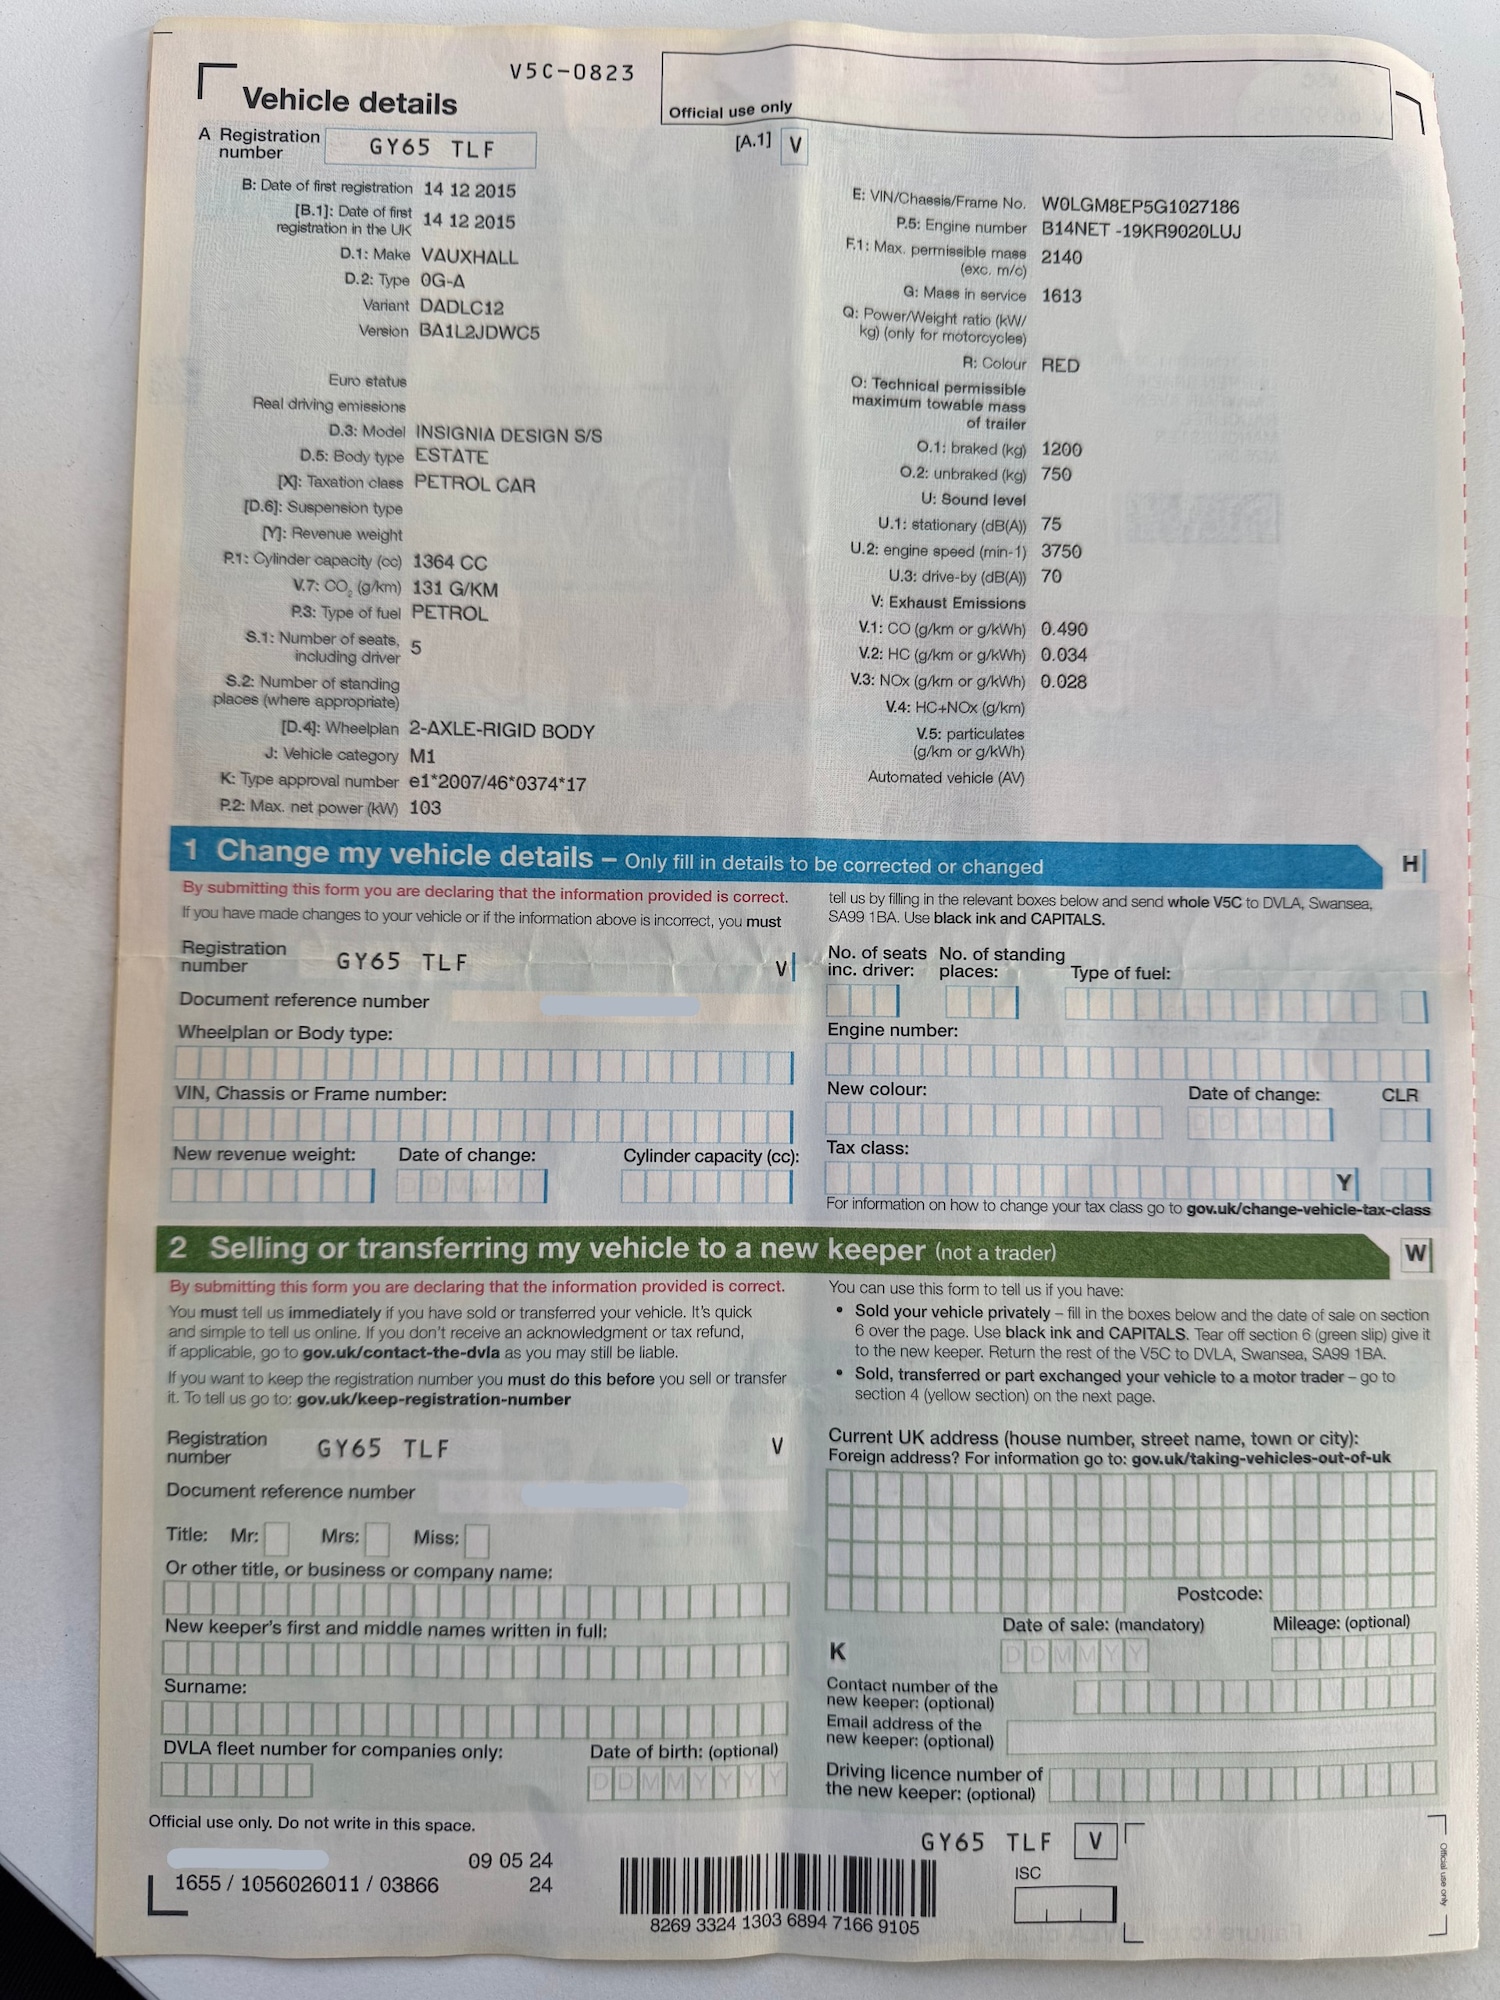 V5C-0823
Vehicle details
Official use only
A Registration number GY65 TLF
[A.1] V
B: Date of first registration 14 12 2015
[B.1]: Date of first registration in the UK 14 12 2015
D.1: Make VAUXHALL
D.2: Type 0G-A
Variant DADLC12
Version BA1L2JDWC5
Euro status
Real driving emissions
D.3: Model INSIGNIA DESIGN S/S
D.5: Body type ESTATE
[X]: Taxation class PETROL CAR
[D.6]: Suspension type
[Y]: Revenue weight
P.1: Cylinder capacity (cc) 1364 CC
V.7: CO₂ (g/km) 131 G/KM
P.3: Type of fuel PETROL
S.1: Number of seats, including driver 5
S.2: Number of standing places (where appropriate)
[D.4]: Wheelplan 2-AXLE-RIGID BODY
J: Vehicle category M1
K: Type approval number e1*2007/46*0374*17
P.2: Max. net power (kW) 103
E: VIN/Chassis/Frame No. W0LGM8EP5G1027186
P.5: Engine number B14NET -19KR9020LUJ
F.1: Max. permissible mass (exc. m/c) 2140
G: Mass in service 1613
Q: Power/Weight ratio (kW/
kg) (only for motorcycles)
R: Colour RED
O: Technical permissible
maximum towable mass
of trailer
O.1: braked (kg) 1200
O.2: unbraked (kg) 750
U: Sound level
U.1: stationary (dB(A)) 75
U.2: engine speed (min-1) 3750
U.3: drive-by (dB(A)) 70
V: Exhaust Emissions
V.1: CO (g/km or g/kWh) 0.490
V.2: HC (g/km or g/kWh) 0.034
V.3: NOx (g/km or g/kWh) 0.028
V.4: HC+NOx (g/km)
V.5: particulates
(g/km or g/kWh)
Automated vehicle (AV)
1 Change my vehicle details – Only fill in details to be corrected or changed
H
By submitting this form you are declaring that the information provided is correct.
If you have made changes to your vehicle or if the information above is incorrect, you must
tell us by filling in the relevant boxes below and send whole V5C to DVLA, Swansea,
SA99 1BA. Use black ink and CAPITALS.
Registration number GY65 TLF V
Document reference number
Wheelplan or Body type:
VIN, Chassis or Frame number:
New revenue weight: Date of change: Cylinder capacity (cc):
DDMMYY
No. of seats inc. driver: No. of standing places: Type of fuel:
Engine number:
New colour: Date of change: CLR
DDMMYY
Tax class:
Y
For information on how to change your tax class go to gov.uk/change-vehicle-tax-class
2 Selling or transferring my vehicle to a new keeper (not a trader)
W
By submitting this form you are declaring that the information provided is correct.
You must tell us immediately if you have sold or transferred your vehicle. It's quick
and simple to tell us online. If you don't receive an acknowledgment or tax refund,
if applicable, go to gov.uk/contact-the-dvla as you may still be liable.
If you want to keep the registration number you must do this before you sell or transfer
it. To tell us go to: gov.uk/keep-registration-number
You can use this form to tell us if you have:
• Sold your vehicle privately – fill in the boxes below and the date of sale on section
6 over the page. Use black ink and CAPITALS. Tear off section 6 (green slip) give it
to the new keeper. Return the rest of the V5C to DVLA, Swansea, SA99 1BA.
• Sold, transferred or part exchanged your vehicle to a motor trader – go to
section 4 (yellow section) on the next page.
Registration number GY65 TLF V
Document reference number
Title: Mr: Mrs: Miss:
Or other title, or business or company name:
New keeper's first and middle names written in full:
Surname:
DVLA fleet number for companies only: Date of birth: (optional)
DDMMYYYY
Current UK address (house number, street name, town or city):
Foreign address? For information go to: gov.uk/taking-vehicles-out-of-uk
Postcode:
Date of sale: (mandatory) Mileage: (optional)
K DDMMYY
Contact number of the
new keeper: (optional)
Email address of the
new keeper: (optional)
Driving licence number of
the new keeper: (optional)
Official use only. Do not write in this space.
09 05 24
1655 / 1056026011 / 03866 24
8269 3324 1303 6894 7166 9105
GY65 TLF V
ISC
Official use only